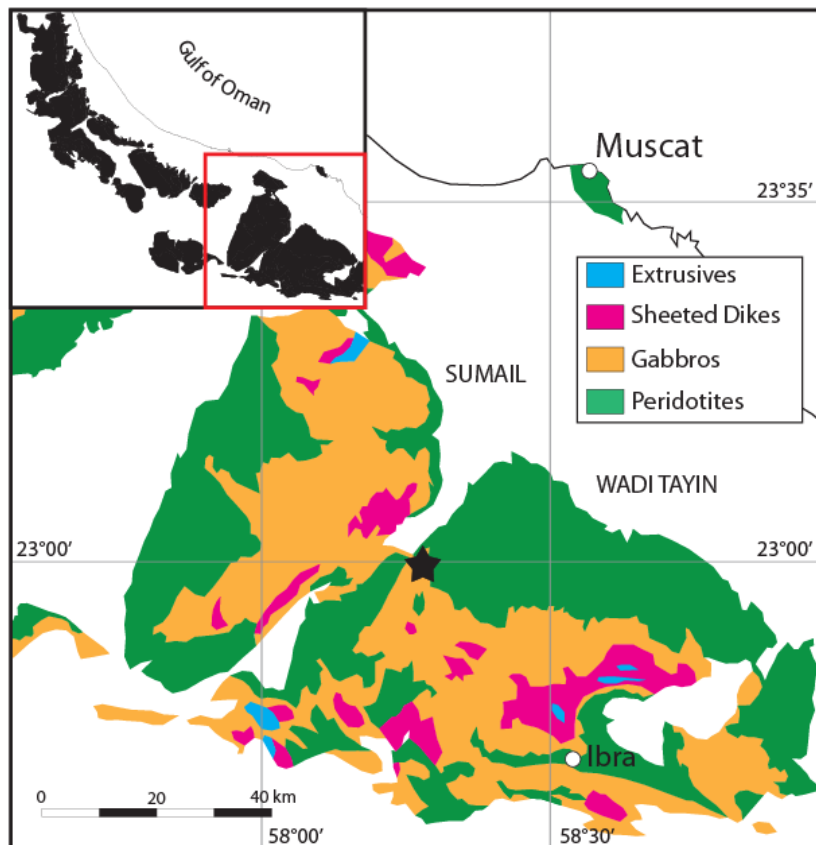 Gulf of Oman
Muscat
23°35′
Extrusives
Sheeted Dikes
Gabbros
Peridotites
SUMAIL
WADI TAYIN
23°00′
23°00′
Ibra
0 20 40 km
58°00′
58°30′